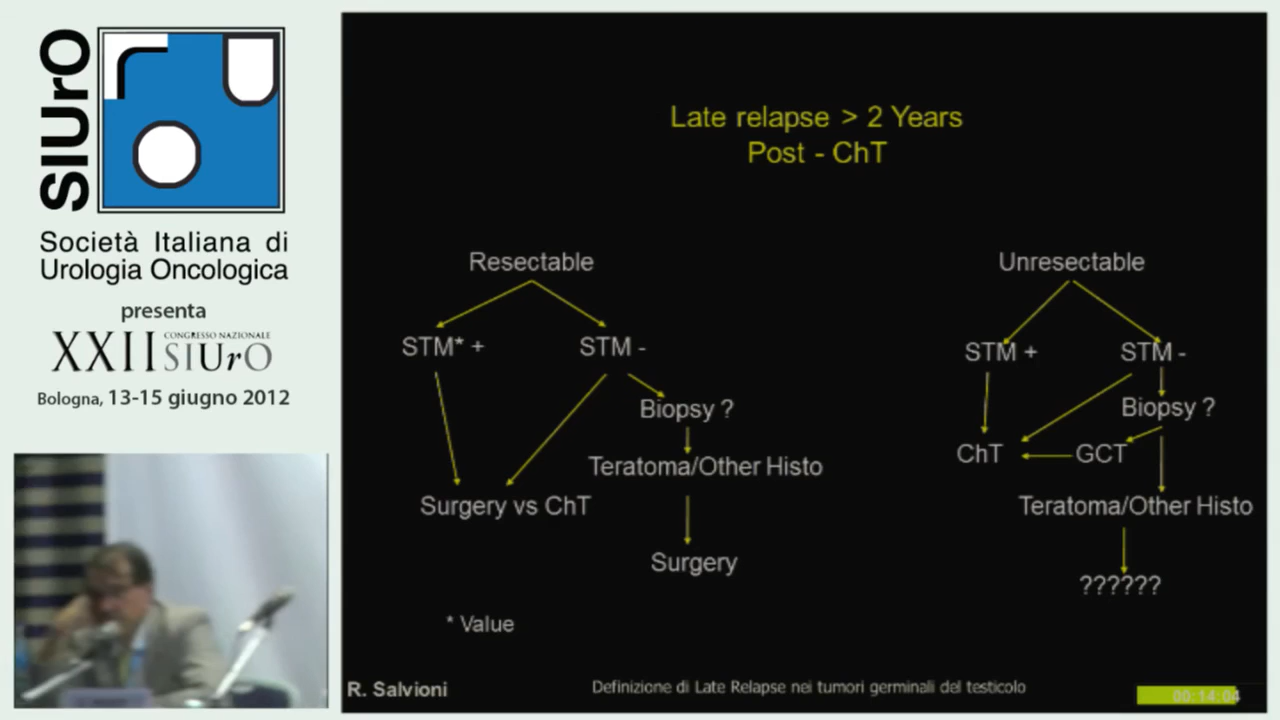 SIUrO
Società Italiana di
Urologia Oncologica
presenta
XXII CONGRESSO NAZIONALE
SIUrO
Bologna, 13-15 giugno 2012
Late relapse > 2 Years
Post - ChT
Resectable
Unresectable
STM* +
STM -
STM +
STM -
Biopsy ?
Biopsy ?
Teratoma/Other Histo
ChT
GCT
Surgery vs ChT
Teratoma/Other Histo
Surgery
??????
* Value
R. Salvioni
Definizione di Late Relapse nei tumori germinali del testicolo
00:14:04